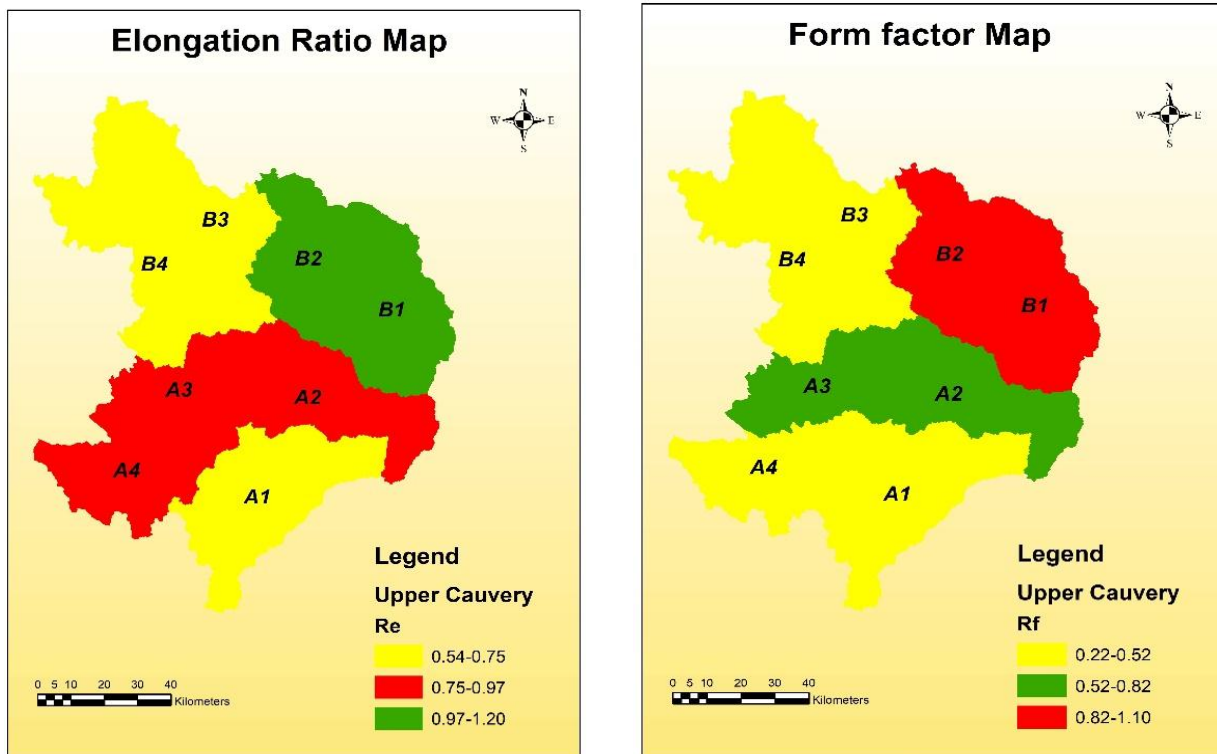 Elongation Ratio Map
N
W E
S
B3
B2
B4
B1
A3
A2
A4
A1
Legend
Upper Cauvery
Re
0.54-0.75
0.75-0.97
0.97-1.20
0 5 10 20 30 40
Kilometers
Form factor Map
N
W E
S
B3
B2
B4
B1
A3
A2
A4
A1
Legend
Upper Cauvery
Rf
0.22-0.52
0.52-0.82
0.82-1.10
0 5 10 20 30 40
Kilometers